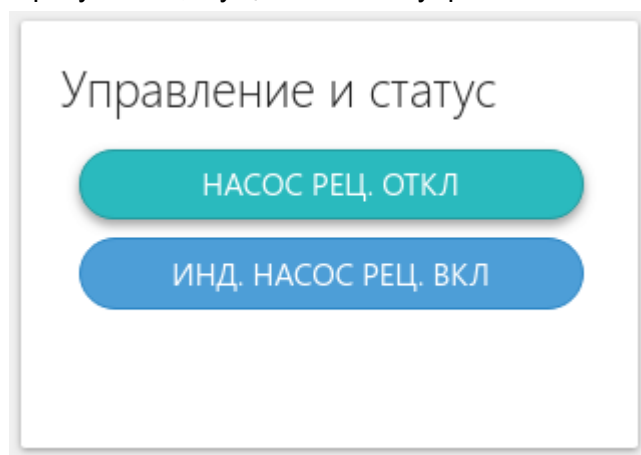 Управление и статус
НАСОС РЕЦ. ОТКЛ
ИНД. НАСОС РЕЦ. ВКЛ